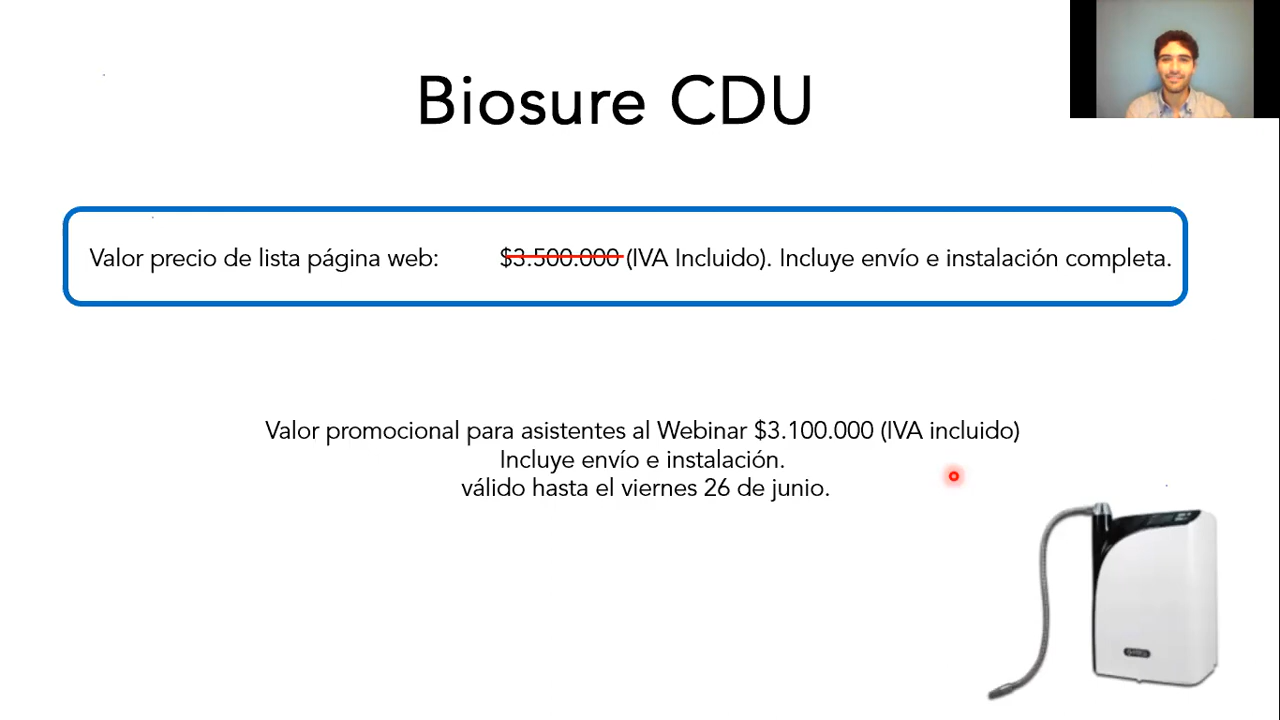 Biosure CDU
Valor precio de lista página web: $3.500.000 (IVA Incluido). Incluye envío e instalación completa.
Valor promocional para asistentes al Webinar $3.100.000 (IVA incluido)
Incluye envío e instalación.
válido hasta el viernes 26 de junio.